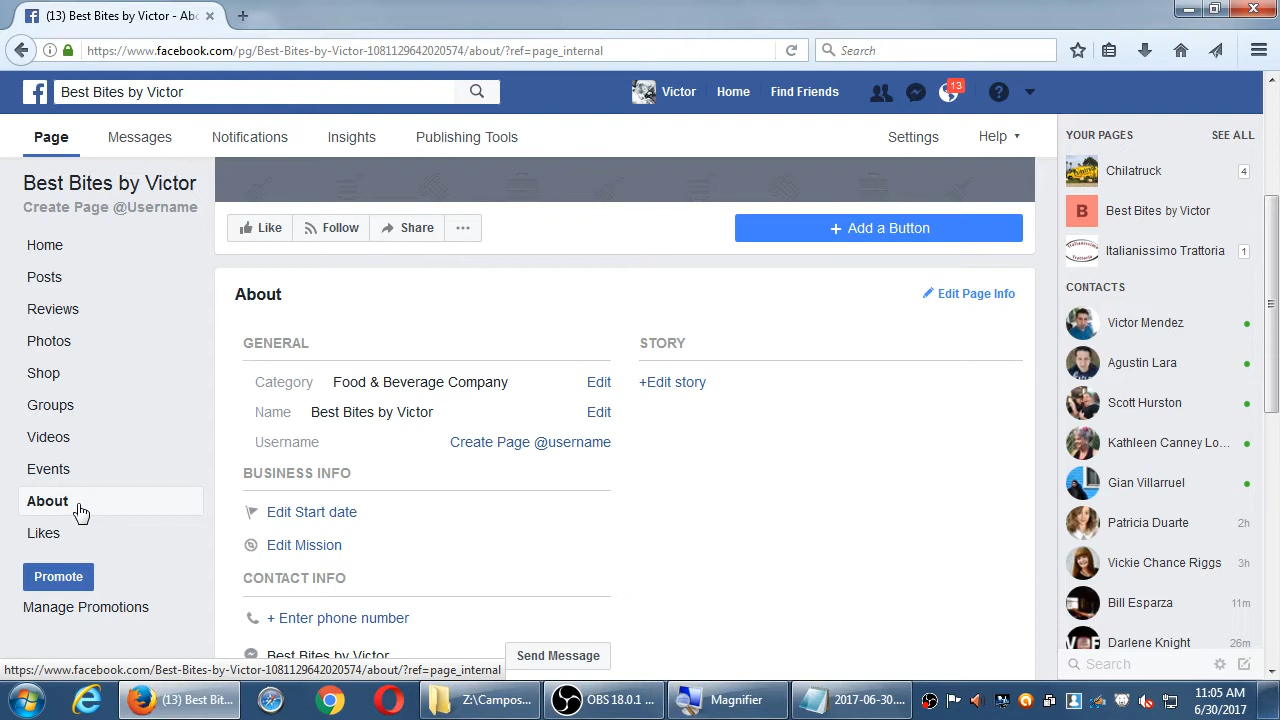 (13) Best Bites by Victor - Abo
https://www.facebook.com/pg/Best-Bites-by-Victor-1081129642020574/about/?ref=page_internal
Search
Best Bites by Victor
Victor
Home
Find Friends
13
Page
Messages
Notifications
Insights
Publishing Tools
Settings
Help
Best Bites by Victor
Create Page @Username
Home
Posts
Reviews
Photos
Shop
Groups
Videos
Events
About
Likes
Promote
Manage Promotions
Like
Follow
Share
+ Add a Button
About
Edit Page Info
GENERAL
Category Food & Beverage Company Edit
Name Best Bites by Victor Edit
Username Create Page @username
BUSINESS INFO
Edit Start date
Edit Mission
CONTACT INFO
+ Enter phone number
Best Bites by Victor
Send Message
STORY
+Edit story
YOUR PAGES SEE ALL
Chilatruck 4
B Best Bites by Victor
Italianissimo Trattoria 1
CONTACTS
Victor Mendez
Agustin Lara
Scott Hurston
Kathleen Canney Lo...
Gian Villarruel
Patricia Duarte 2h
Vickie Chance Riggs 3h
Bill Esparza 11m
Darlene Knight 26m
Search
https://www.facebook.com/Best-Bites-by-Victor-1081129642020574/about/?ref=page_internal
(13) Best Bit...
Z:\Campos...
OBS 18.0.1 ...
Magnifier
2017-06-30....
11:05 AM
6/30/2017